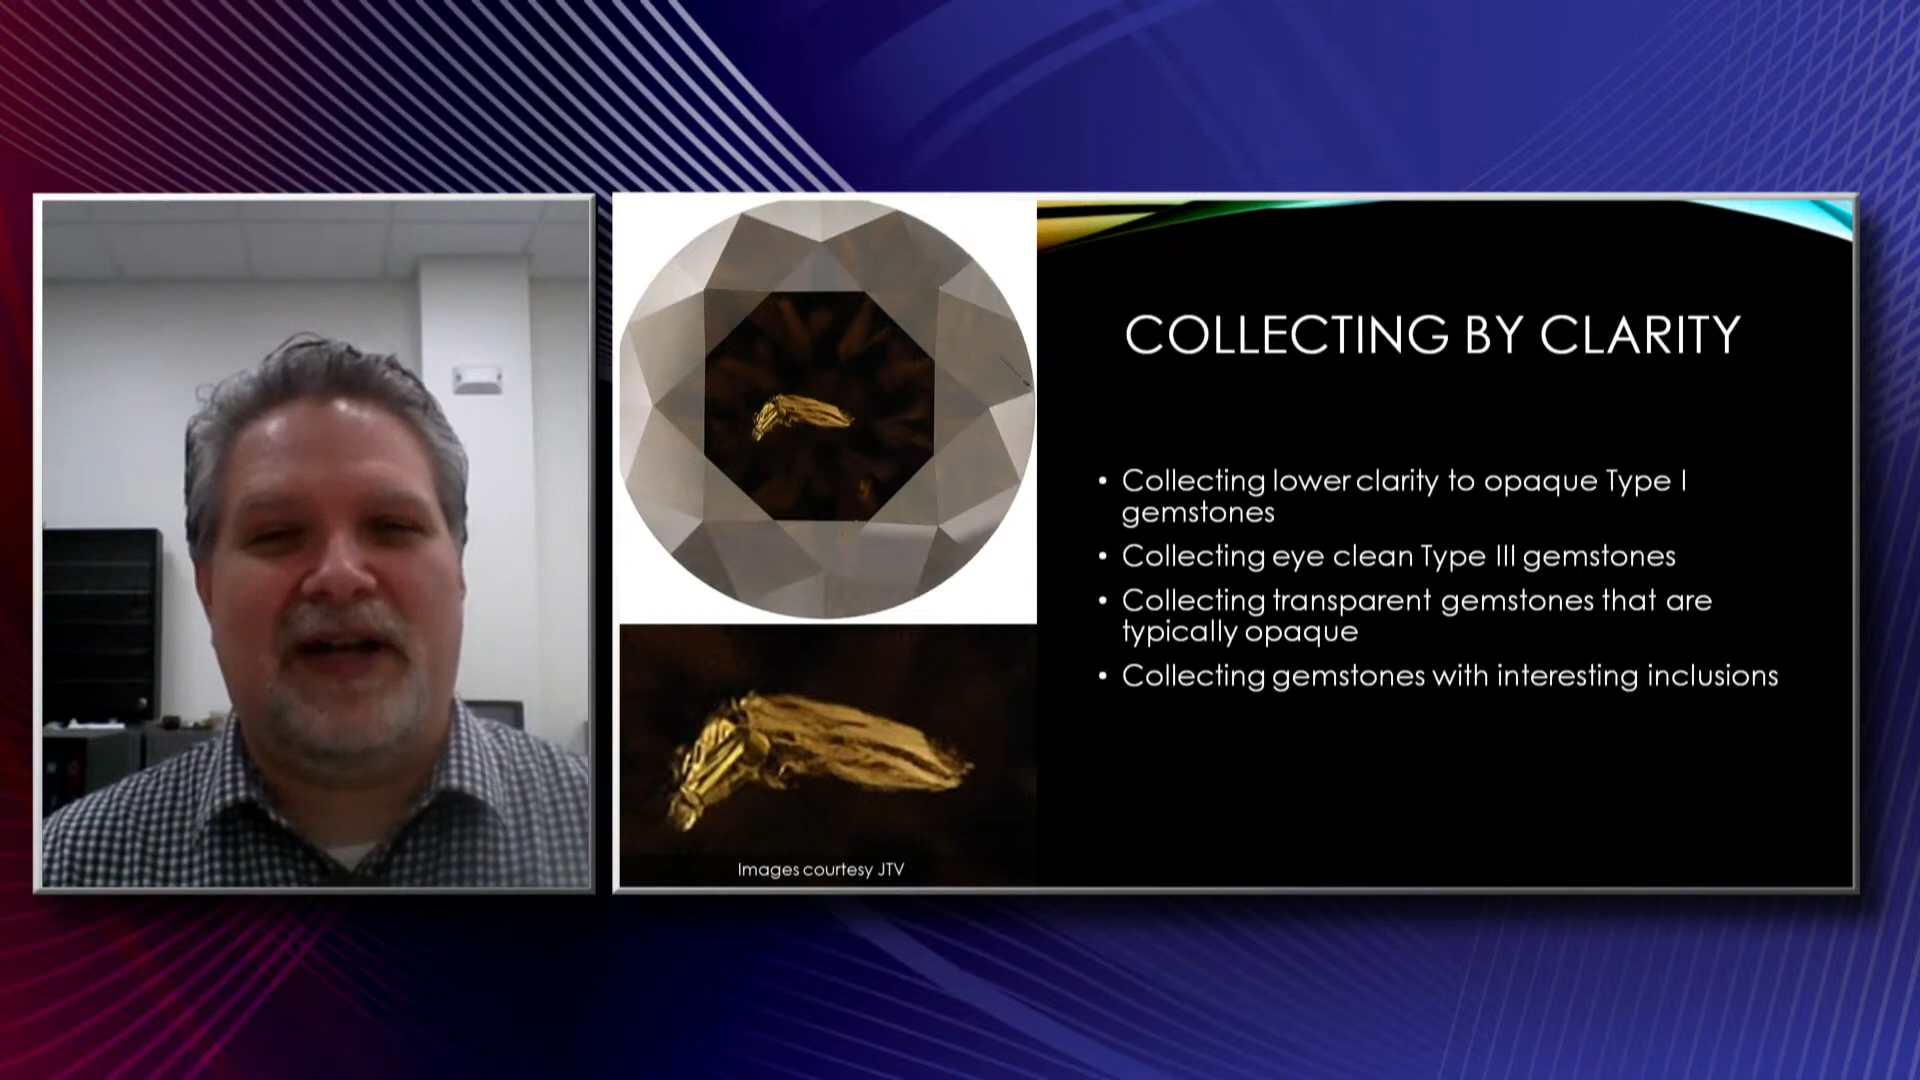 COLLECTING BY CLARITY
• Collecting lower clarity to opaque Type I
gemstones
• Collecting eye clean Type III gemstones
• Collecting transparent gemstones that are
typically opaque
• Collecting gemstones with interesting inclusions
Images courtesy JTV